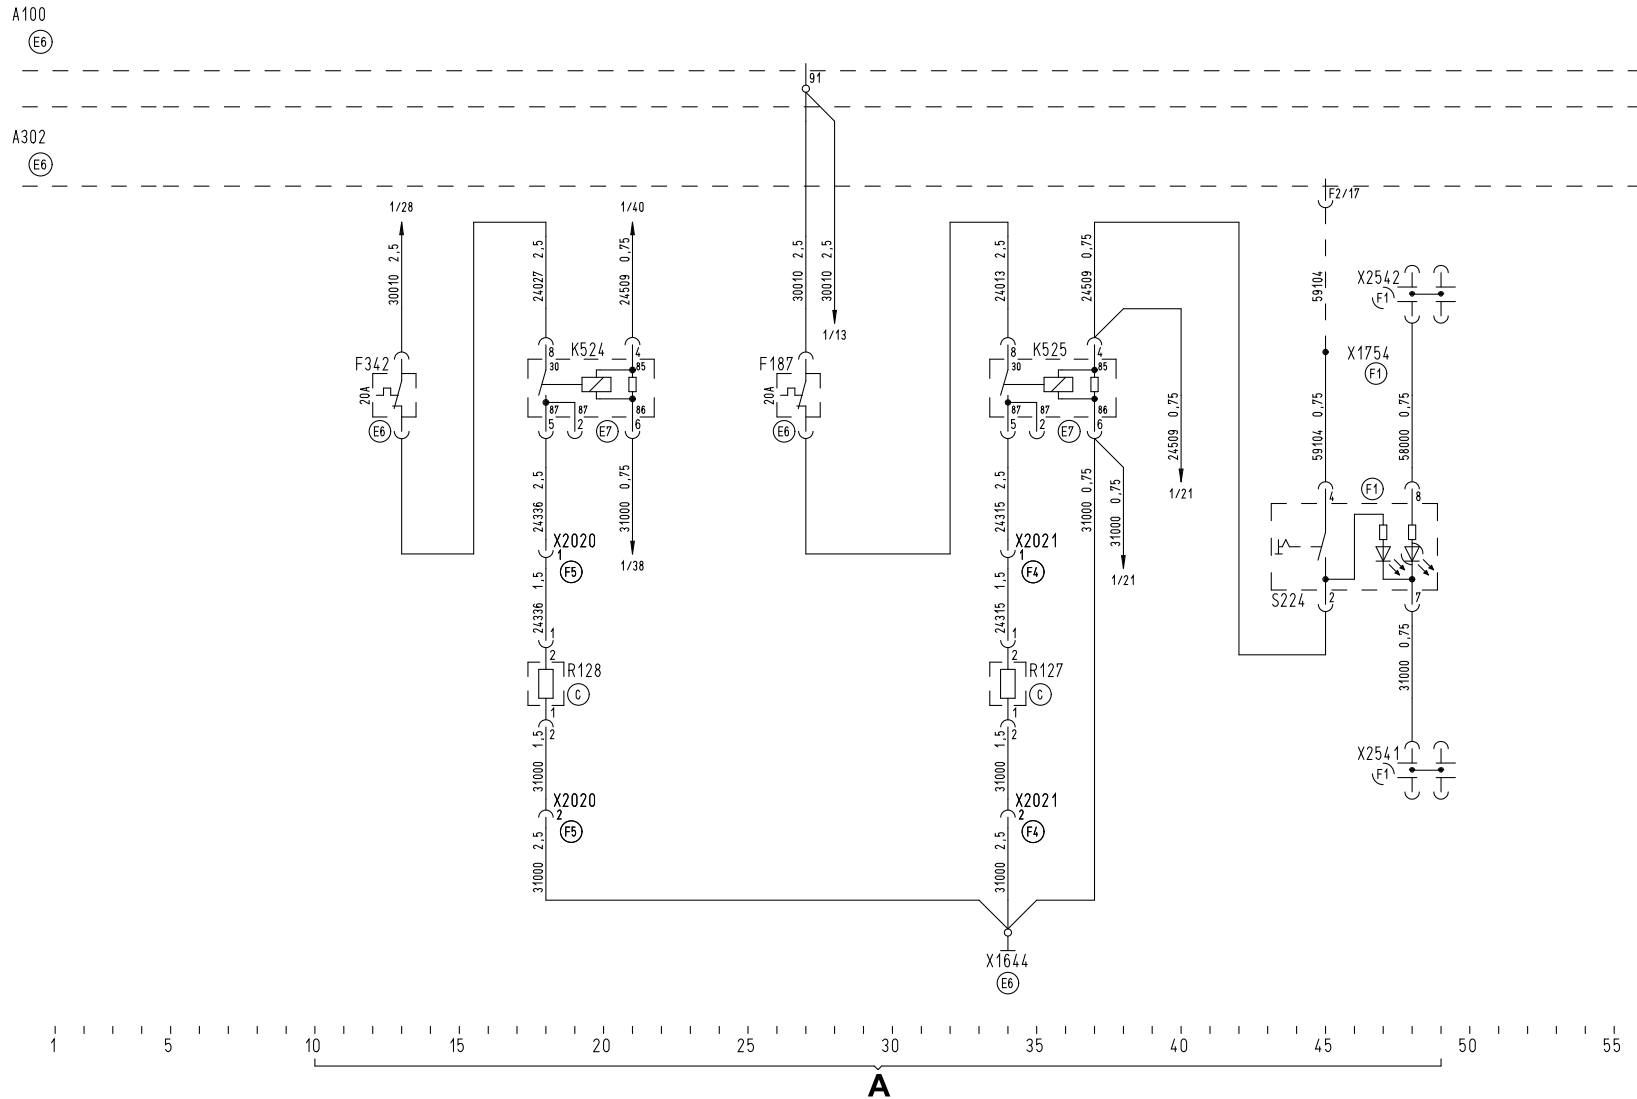 A100
E6
91
A302
E6
F2/17
1/28
1/40
30010 2,5
24027 2,5
24509 0,75
30010 2,5
30010 2,5
24013 2,5
24509 0,75
59104
X2542
F1
1/13
F342
20A
E6
8
K524
4
30
85
87
87
86
5
2
E7
6
F187
20A
E6
8
K525
4
30
85
87
87
86
5
2
E7
6
X1754
F1
24336 2,5
31000 0,75
24315 2,5
31000 0,75
31000 0,75
24509 0,75
59104 0,75
58000 0,75
1/21
F1
4
8
X2020
1
F5
1/38
X2021
1
F4
1/21
S224
2
7
24336 1,5
24315 1,5
31000 0,75
1
2
R128
C
1
2
1
2
R127
C
1
2
31000 1,5
31000 1,5
X2541
F1
X2020
2
F5
X2021
2
F4
31000 2,5
31000 2,5
X1644
E6
1 5 10 15 20 25 30 35 40 45 50 55
A